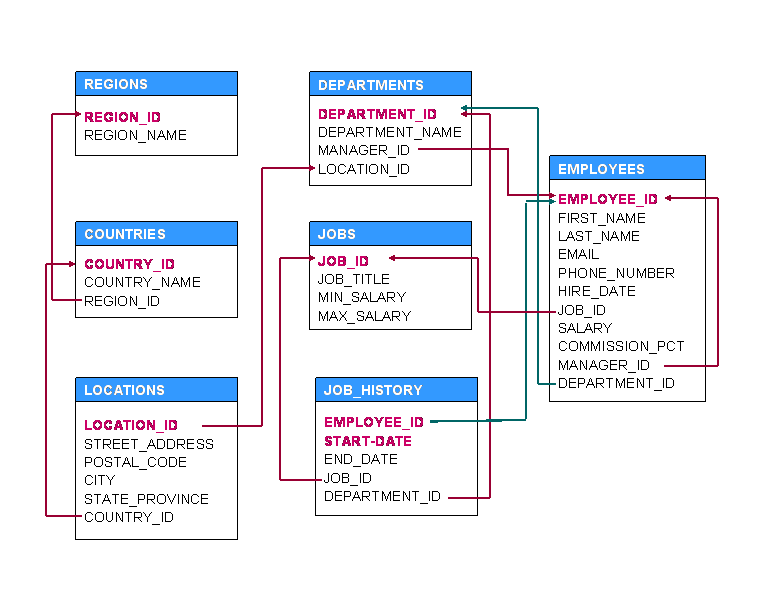 REGIONS
REGION_ID
REGION_NAME
DEPARTMENTS
DEPARTMENT_ID
DEPARTMENT_NAME
MANAGER_ID
LOCATION_ID
EMPLOYEES
EMPLOYEE_ID
FIRST_NAME
LAST_NAME
EMAIL
PHONE_NUMBER
HIRE_DATE
JOB_ID
SALARY
COMMISSION_PCT
MANAGER_ID
DEPARTMENT_ID
COUNTRIES
COUNTRY_ID
COUNTRY_NAME
REGION_ID
JOBS
JOB_ID
JOB_TITLE
MIN_SALARY
MAX_SALARY
LOCATIONS
LOCATION_ID
STREET_ADDRESS
POSTAL_CODE
CITY
STATE_PROVINCE
COUNTRY_ID
JOB_HISTORY
EMPLOYEE_ID
START-DATE
END_DATE
JOB_ID
DEPARTMENT_ID